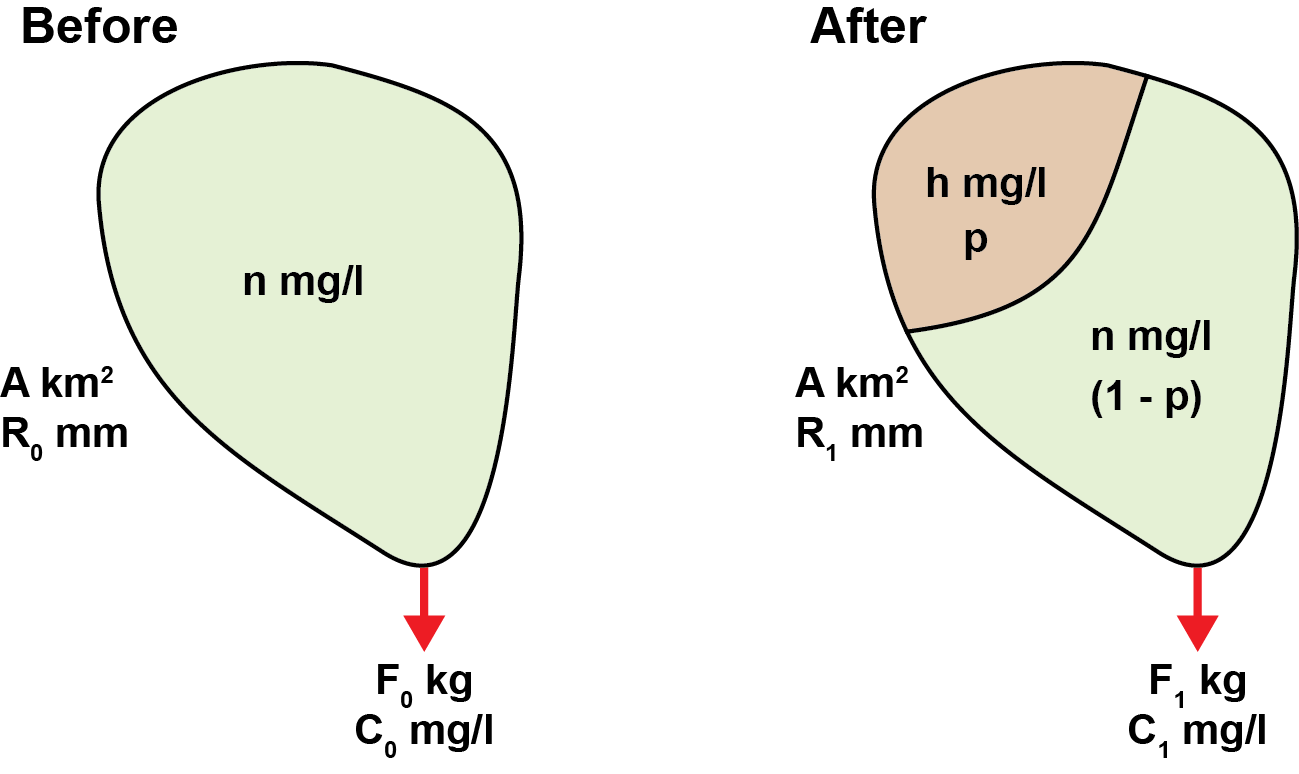 Before
n mg/l
A km²
R₀ mm
F₀ kg
C₀ mg/l
After
h mg/l
p
n mg/l
(1 - p)
A km²
R₁ mm
F₁ kg
C₁ mg/l